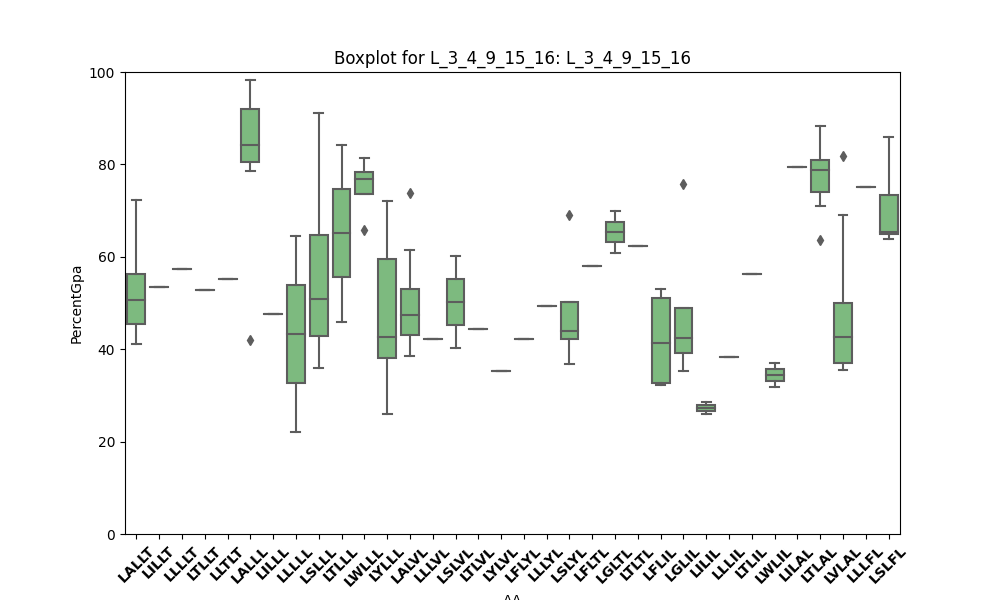 Boxplot for L_3_4_9_15_16: L_3_4_9_15_16
PercentGpa
100
80
60
40
20
0
LALLT
LILLT
LLLLT
LTLLT
LLTLT
LALLL
LILLL
LLLLL
LSLLL
LTLLL
LWLLL
LYLLL
LALVL
LLLVL
LSLVL
LTLVL
LYLVL
LFLYL
LLLYL
LSLYL
LFLTL
LGLTL
LTLTL
LFLIL
LGLIL
LILIL
LLLIL
LTLIL
LWLIL
LILAL
LTLAL
LVLAL
LLLFL
LSLFL